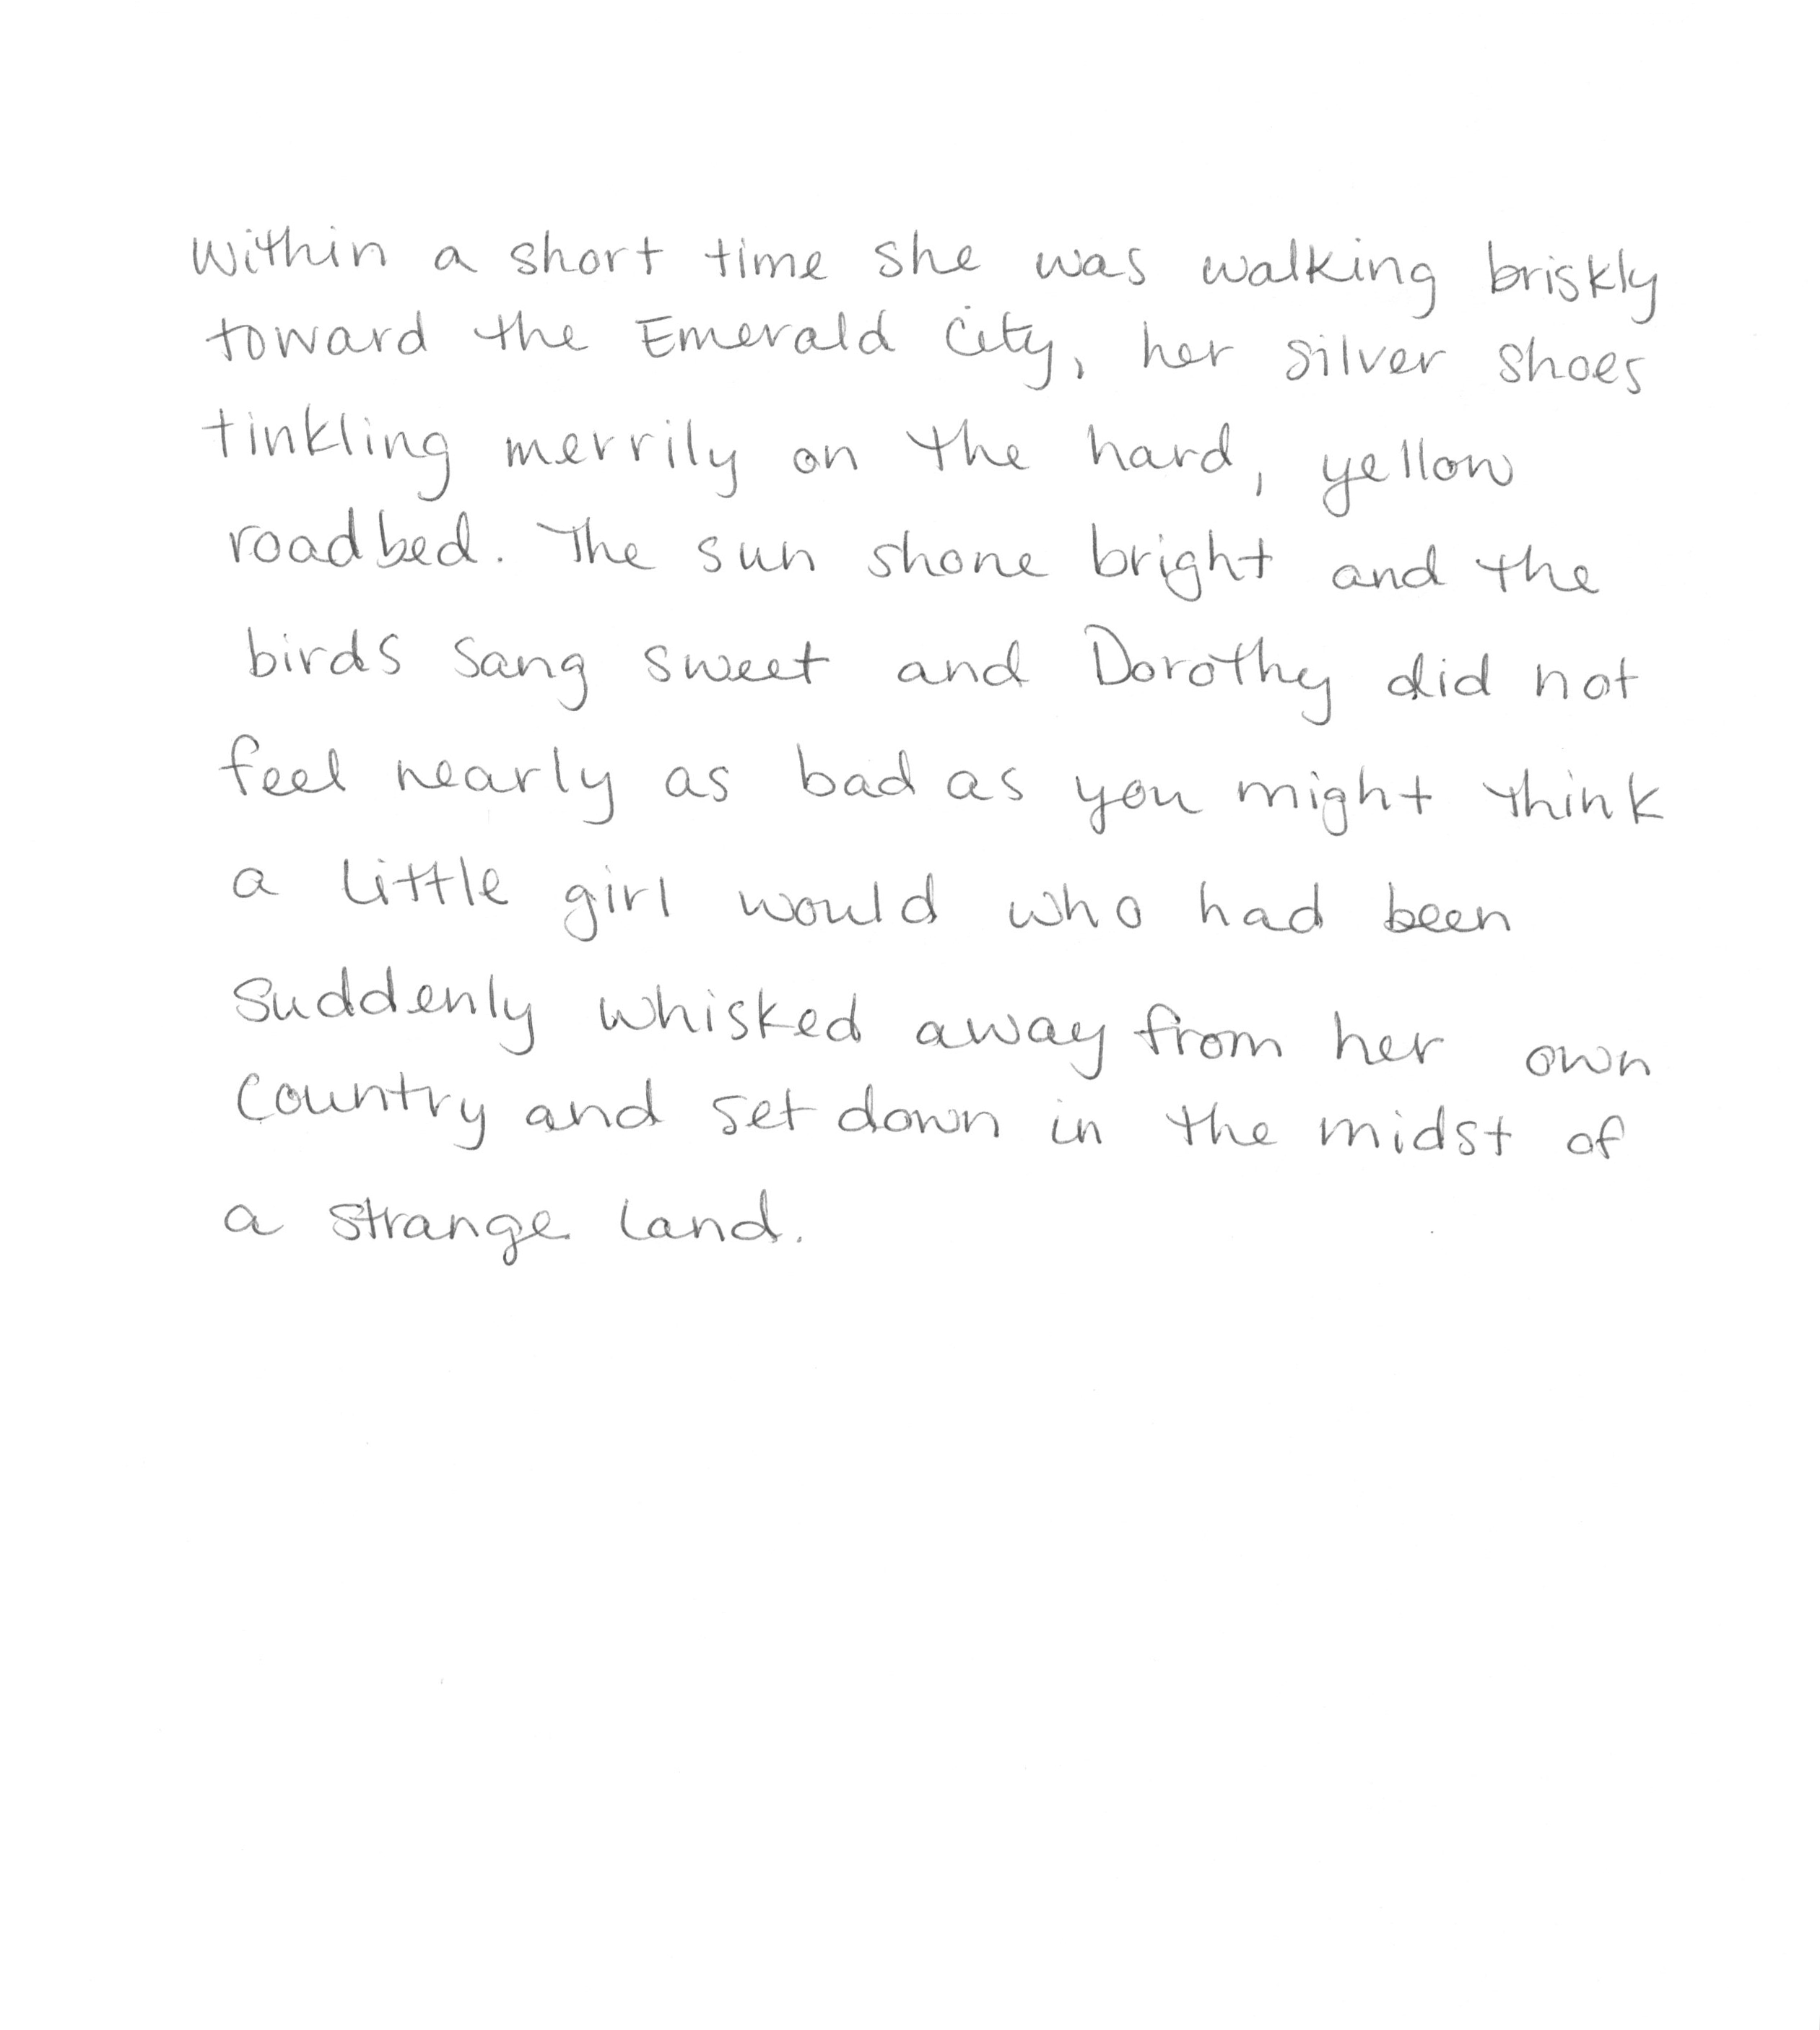 Within a short time she was walking briskly
toward the Emerald City, her silver shoes
tinkling merrily on the hard, yellow
roadbed. The sun shone bright and the
birds sang sweet and Dorothy did not
feel nearly as bad as you might think
a little girl would who had been
suddenly whisked away from her own
country and set down in the midst of
a strange land.